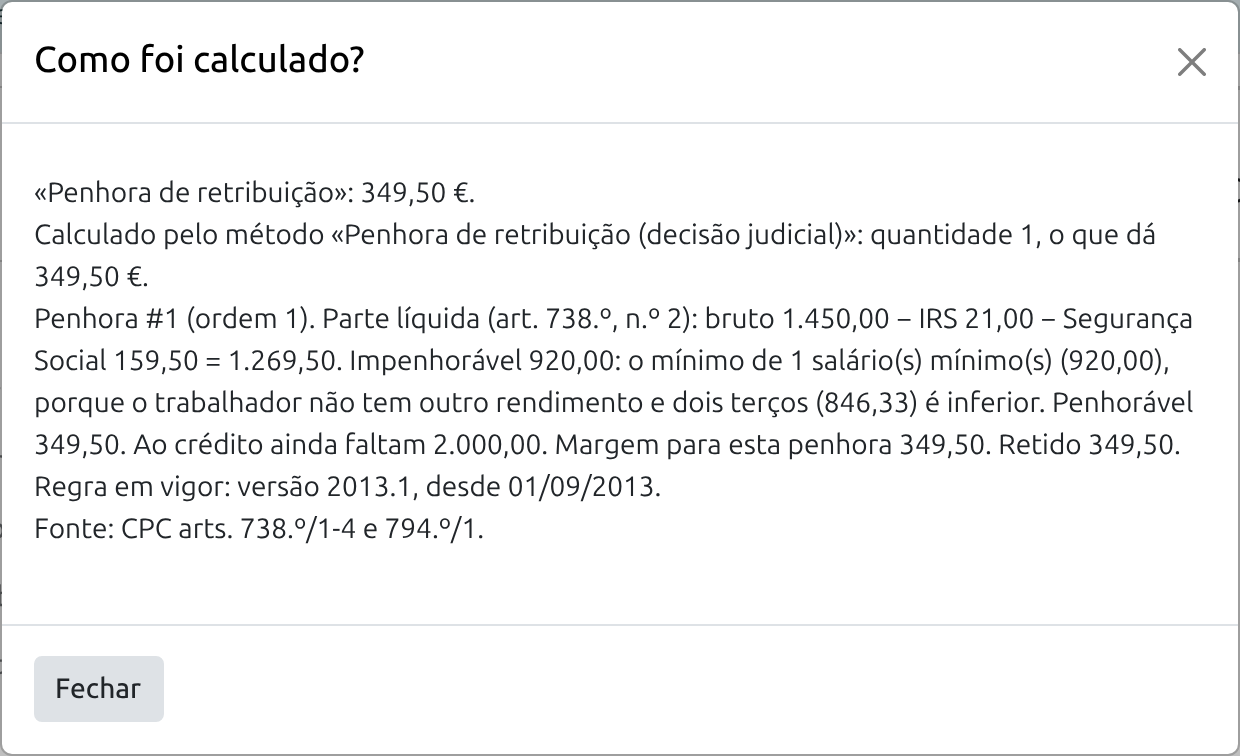 Como foi calculado?
«Penhora de retribuição»: 349,50 €.
Calculado pelo método «Penhora de retribuição (decisão judicial)»: quantidade 1, o que dá
349,50 €.
Penhora #1 (ordem 1). Parte líquida (art. 738.º, n.º 2): bruto 1.450,00 – IRS 21,00 – Segurança
Social 159,50 = 1.269,50. Impenhorável 920,00: o mínimo de 1 salário(s) mínimo(s) (920,00),
porque o trabalhador não tem outro rendimento e dois terços (846,33) é inferior. Penhorável
349,50. Ao crédito ainda faltam 2.000,00. Margem para esta penhora 349,50. Retido 349,50.
Regra em vigor: versão 2013.1, desde 01/09/2013.
Fonte: CPC arts. 738.º/1-4 e 794.º/1.
Fechar